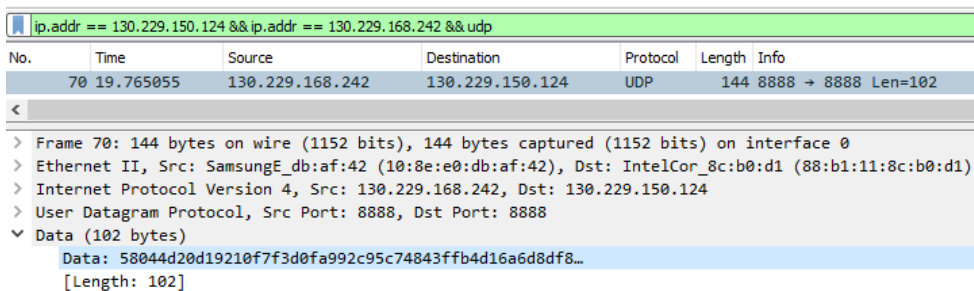 ip.addr == 130.229.150.124 && ip.addr == 130.229.168.242 && udp
No. Time Source Destination Protocol Length Info
70 19.765055 130.229.168.242 130.229.150.124 UDP 144 8888 → 8888 Len=102
> Frame 70: 144 bytes on wire (1152 bits), 144 bytes captured (1152 bits) on interface 0
> Ethernet II, Src: SamsungE_db:af:42 (10:8e:e0:db:af:42), Dst: IntelCor_8c:b0:d1 (88:b1:11:8c:b0:d1)
> Internet Protocol Version 4, Src: 130.229.168.242, Dst: 130.229.150.124
> User Datagram Protocol, Src Port: 8888, Dst Port: 8888
Data (102 bytes)
Data: 58044d20d19210f7f3d0fa992c95c74843ffb4d16a6d8df8…
[Length: 102]